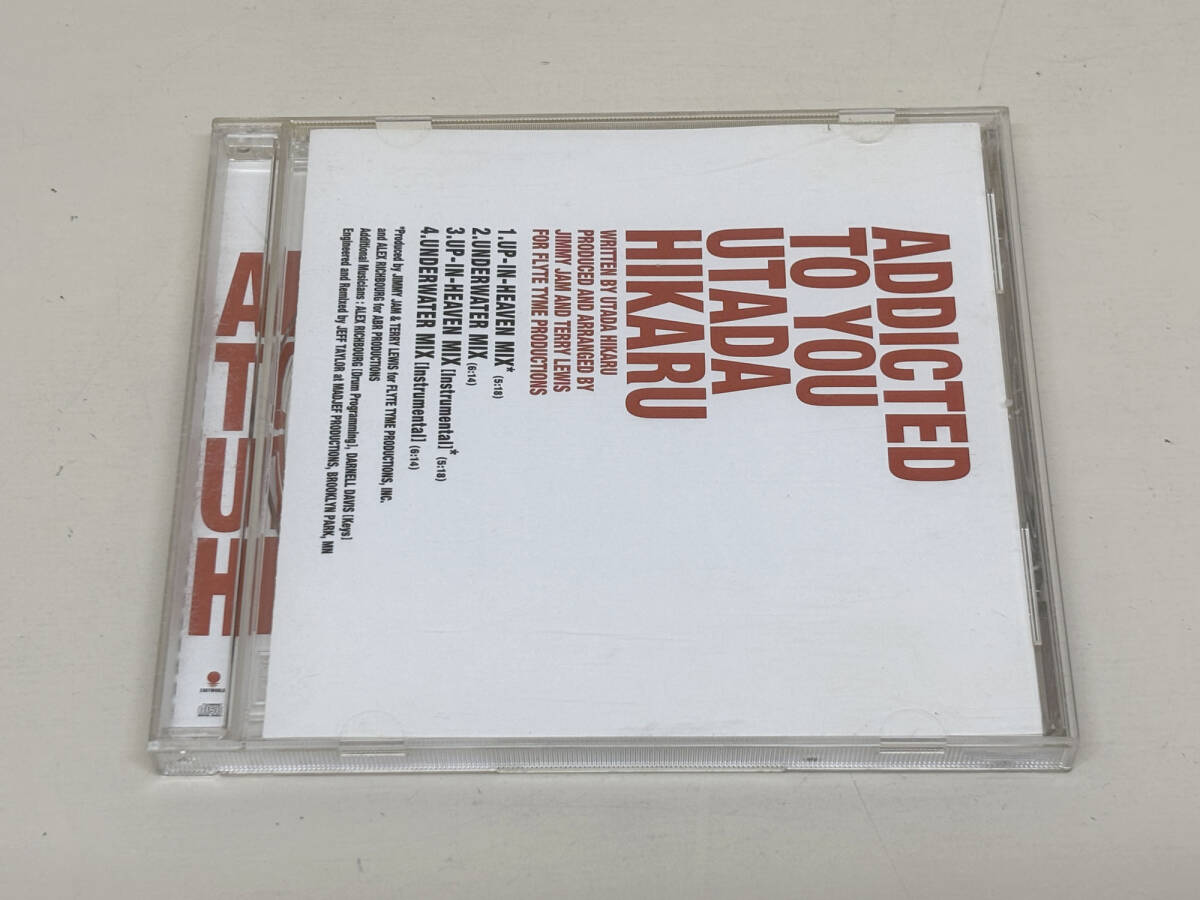 ADDICTED
TO YOU
UTADA
HIKARU
WRITTEN BY UTADA HIKARU
PRODUCED AND ARRANGED BY
JIMMY JAM AND TERRY LEWIS
FOR FLYTE TYME PRODUCTIONS
1.UP-IN-HEAVEN MIX* (5:18)
2.UNDERWATER MIX (6:14)
3.UP-IN-HEAVEN MIX [Instrumental]* (5:18)
4.UNDERWATER MIX [Instrumental] (6:14)
*Produced by JIMMY JAM & TERRY LEWIS for FLYTE TYME PRODUCTIONS, INC.
and ALEX RICHBOURG for ABR PRODUCTIONS
Additional Musicians : ALEX RICHBOURG [Drum Programming], DARNELL DAVIS [Keys]
Engineered and Remixed by JEFF TAYLOR at MADJEF PRODUCTIONS, BROOKLYN PARK, MN
A
T
U
H
EASTWORLD